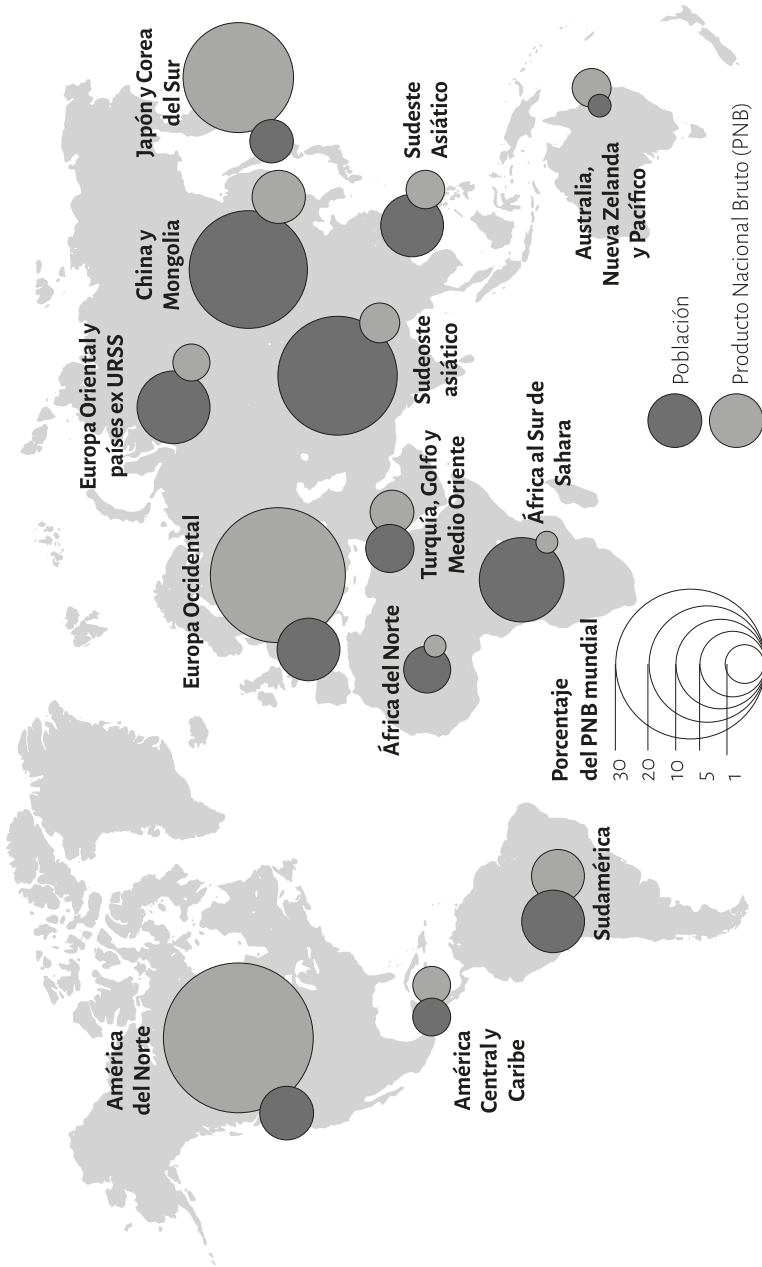 América
del Norte
América
Central y
Caribe
Sudamérica
Europa Occidental
África del Norte
Europa Oriental y
países ex URSS
Turquía, Golfo y
Medio Oriente
África al Sur de
Sahara
China y
Mongolia
Japón y Corea
del Sur
Sudeoste
asiático
Sudeste
Asiático
Australia,
Nueva Zelanda
y Pacífico
Porcentaje
del PNB mundial
30
20
10
5
1
Población
Producto Nacional Bruto (PNB)